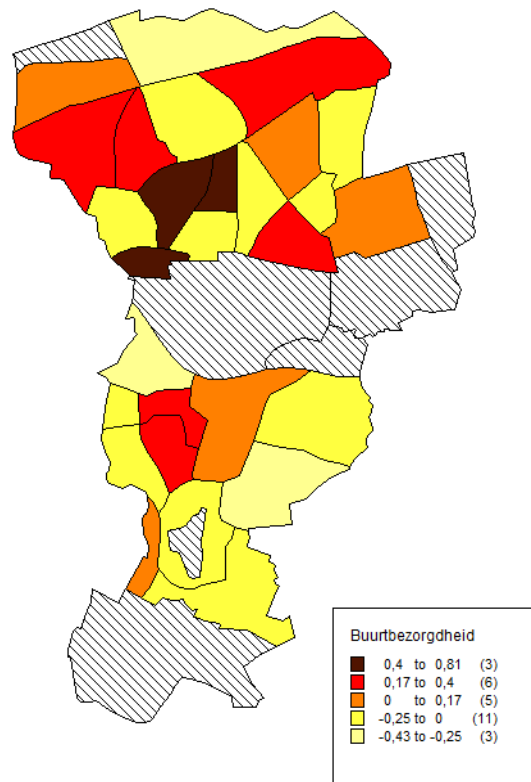 Buurtbezorgdheid
0,4 to 0,81 (3)
0,17 to 0,4 (6)
0 to 0,17 (5)
-0,25 to 0 (11)
-0,43 to -0,25 (3)